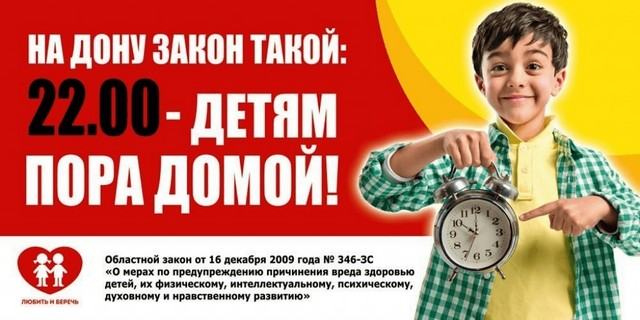 НА ДОНУ ЗАКОН ТАКОЙ:
22.00 - ДЕТЯМ
ПОРА ДОМОЙ!
Областной закон от 16 декабря 2009 года № 346-ЗС
«О мерах по предупреждению причинения вреда здоровью
детей, их физическому, интеллектуальному, психическому,
духовному и нравственному развитию»
ЛЮБИТЬ И БЕРЕЧЬ